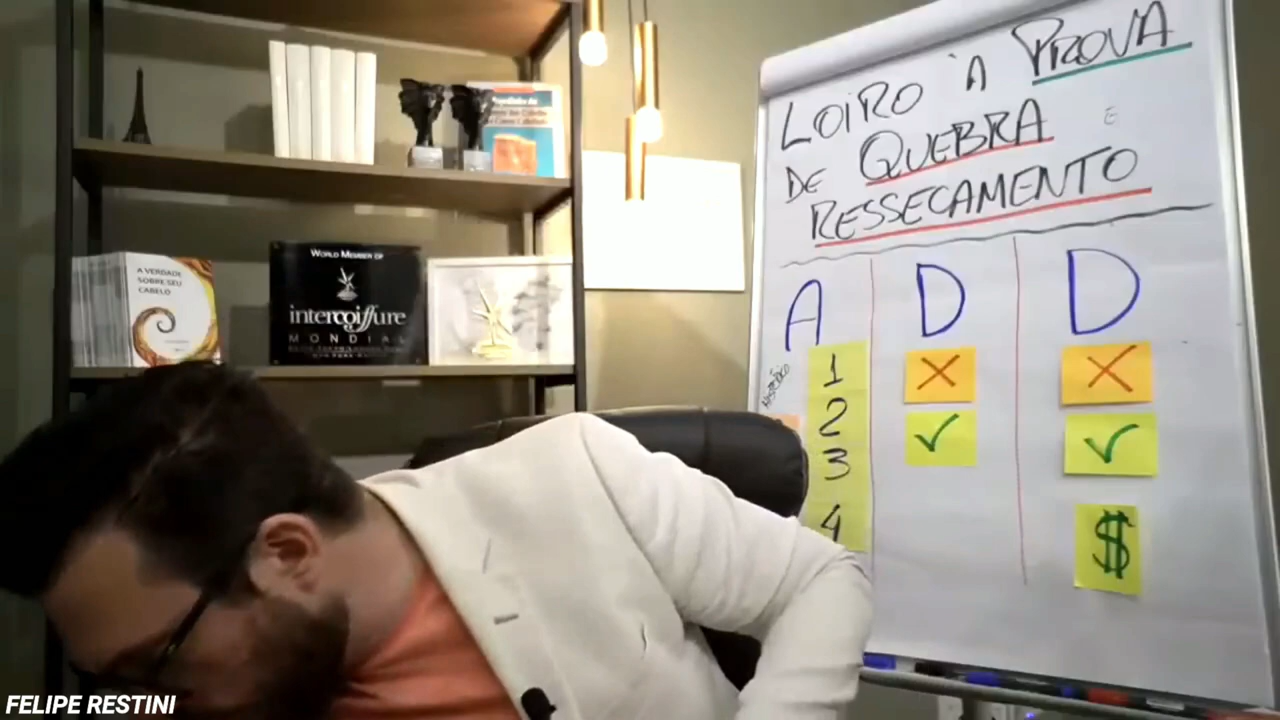 LOIRO À PROVA
DE QUEBRA E
RESSECAMENTO
A D D
1
2
3
4
$
A VERDADE
SOBRE SEU
CABELO
WORLD MEMBER OF
intercoiffure
MONDIAL
FELIPE RESTINI